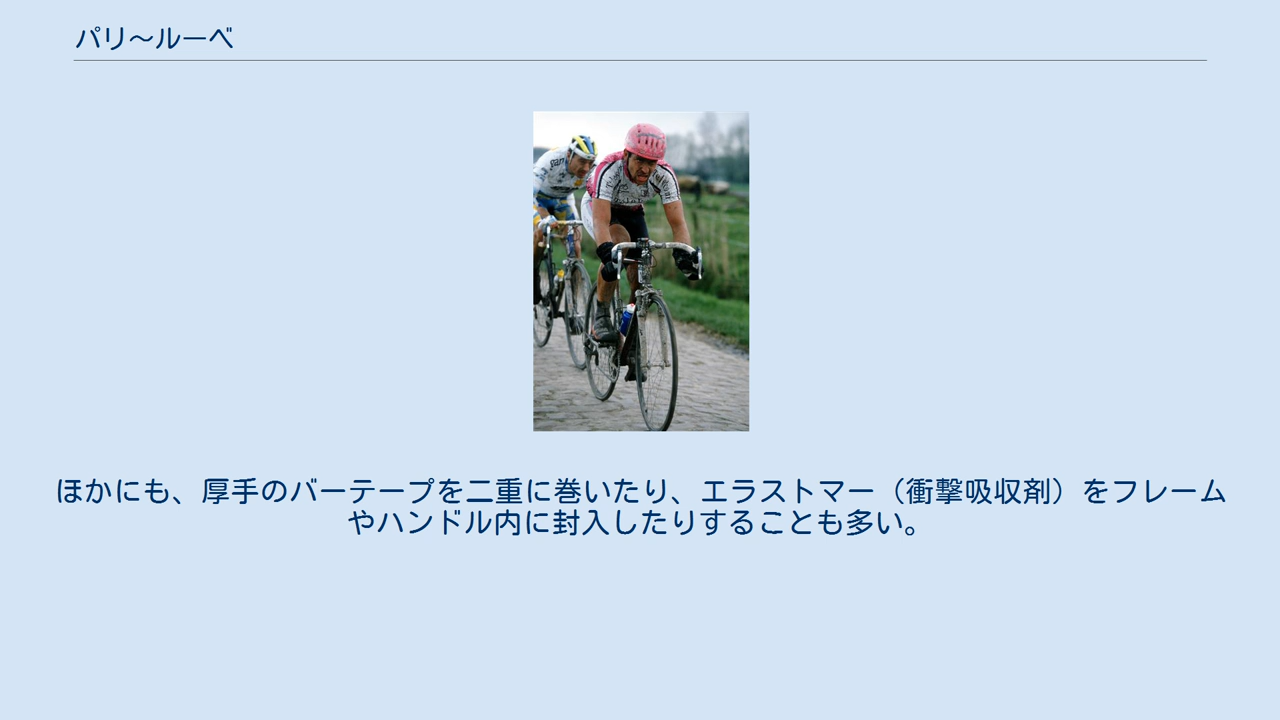 パリ〜ルーベ
ほかにも、厚手のバーテープを二重に巻いたり、エラストマー（衝撃吸収剤）をフレーム
やハンドル内に封入したりすることも多い。